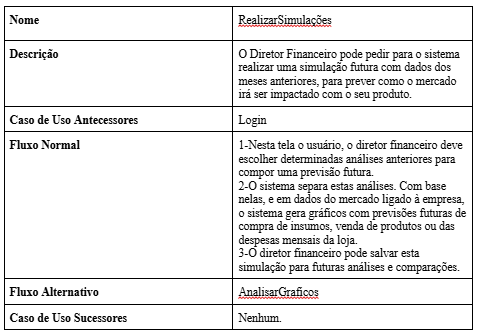 Nome
RealizarSimulações
Descrição
O Diretor Financeiro pode pedir para o sistema
realizar uma simulação futura com dados dos
meses anteriores, para prever como o mercado
irá ser impactado com o seu produto.
Caso de Uso Antecessores
Login
Fluxo Normal
1-Nesta tela o usuário, o diretor financeiro deve
escolher determinadas análises anteriores para
compor uma previsão futura.
2-O sistema separa estas análises. Com base
nelas, e em dados do mercado ligado à empresa,
o sistema gera gráficos com previsões futuras de
compra de insumos, venda de produtos ou das
despesas mensais da loja.
3-O diretor financeiro pode salvar esta
simulação para futuras análises e comparações.
Fluxo Alternativo
AnalisarGraficos
Caso de Uso Sucessores
Nenhum.